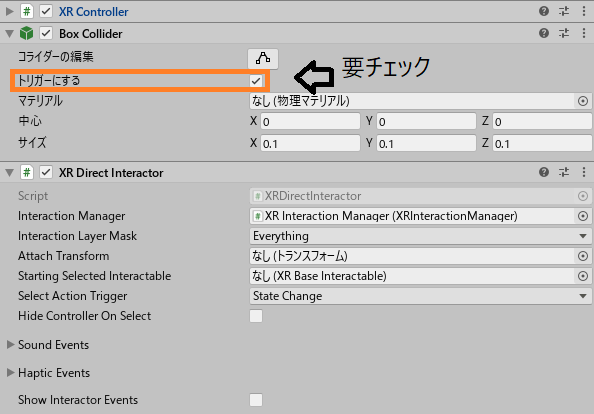 XR Controller
Box Collider
コライダーの編集
トリガーにする
要チェック
マテリアル なし (物理マテリアル)
中心 X 0 Y 0 Z 0
サイズ X 0.1 Y 0.1 Z 0.1
XR Direct Interactor
Script XRDirectInteractor
Interaction Manager XR Interaction Manager (XRInteractionManager)
Interaction Layer Mask Everything
Attach Transform なし (トランスフォーム)
Starting Selected Interactable なし (XR Base Interactable)
Select Action Trigger State Change
Hide Controller On Select
Sound Events
Haptic Events
Show Interactor Events